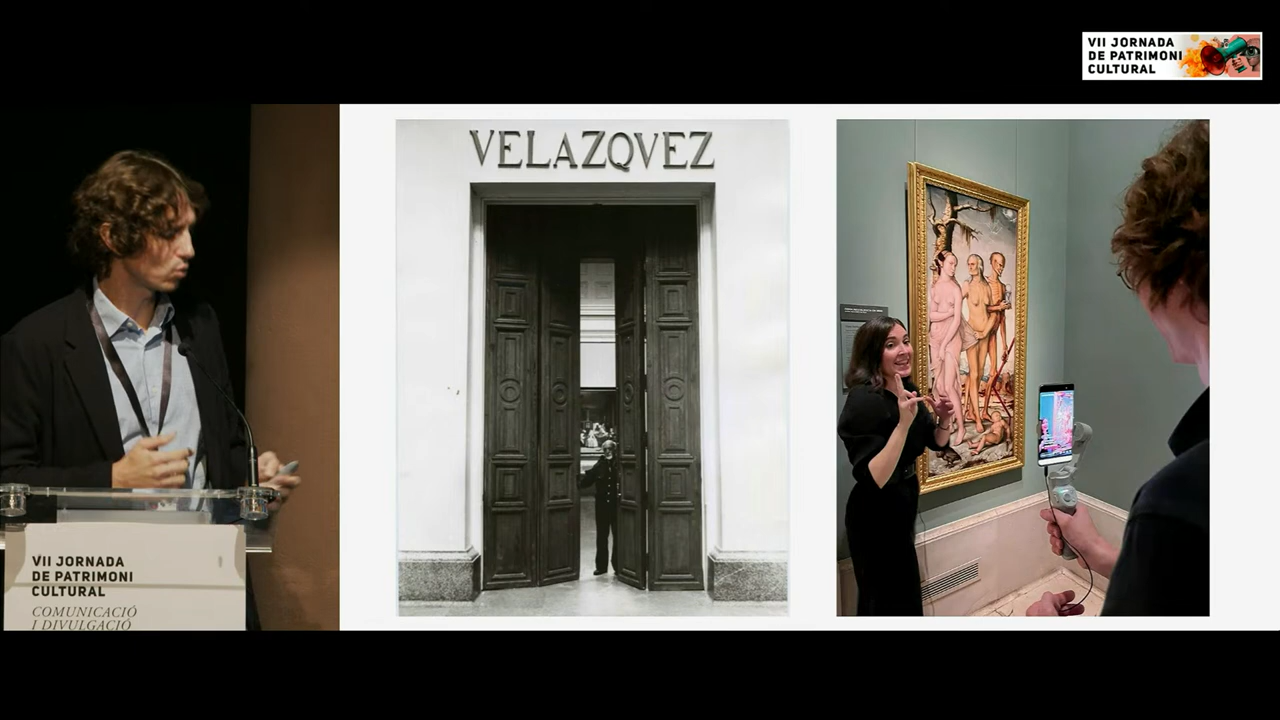 VII JORNADA
DE PATRIMONI
CULTURAL
VELAZQVEZ
VII JORNADA
DE PATRIMONI
CULTURAL
COMUNICACIÓ
I DIVULGACIÓ